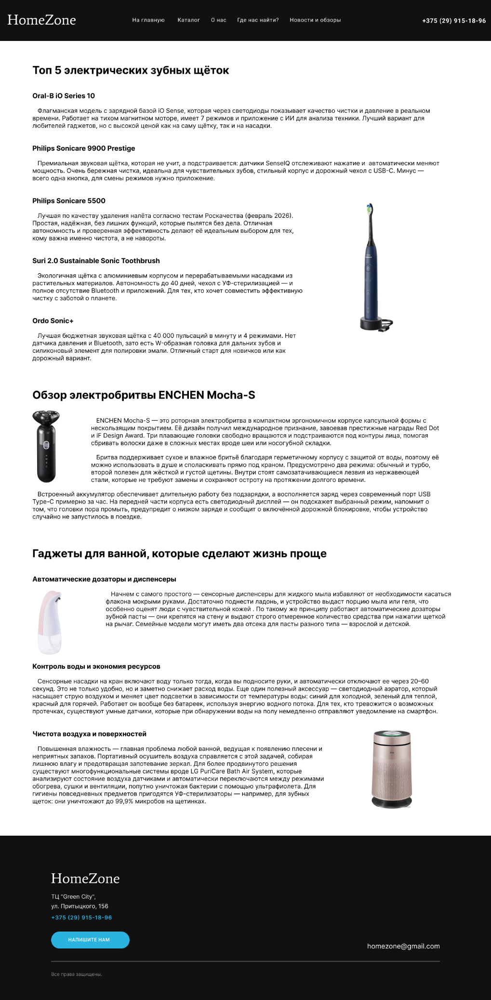 HomeZone
На главную
Каталог
О нас
Где нас найти?
Новости и обзоры
+375 (29) 915-18-96
Топ 5 электрических зубных щёток
Oral-B iO Series 10
Флагманская модель с зарядной базой iO Sense, которая через светодиоды показывает качество чистки и давление в реальном
времени. Работает на тихом магнитном моторе, имеет 7 режимов и приложение с ИИ для анализа техники. Лучший вариант для
любителей гаджетов, но с высокой ценой как на саму щётку, так и на насадки.
Philips Sonicare 9900 Prestige
Премиальная звуковая щётка, которая не учит, а подстраивается: датчики SenseIQ отслеживают нажатие и  автоматически меняют
мощность. Очень бережная чистка, идеальна для чувствительных зубов, стильный корпус и дорожный чехол с USB-C. Минус —
всего одна кнопка, для смены режимов нужно приложение.
Philips Sonicare 5500
Лучшая по качеству удаления налёта согласно тестам Роскачества (февраль 2026).
Простая, надёжная, без лишних функций, которые пылятся без дела. Отличная
автономность и проверенная эффективность делают её идеальным выбором для тех,
кому важна именно чистота, а не навороты.
Suri 2.0 Sustainable Sonic Toothbrush
Экологичная щётка с алюминиевым корпусом и перерабатываемыми насадками из
растительных материалов. Автономность до 40 дней, чехол с УФ-стерилизацией — и
полное отсутствие Bluetooth и приложений. Для тех, кто хочет совместить эффективную
чистку с заботой о планете.
Ordo Sonic+
Лучшая бюджетная звуковая щётка с 40 000 пульсаций в минуту и 4 режимами. Нет
датчика давления и Bluetooth, зато есть W-образная головка для дальних зубов и
силиконовый элемент для полировки эмали. Отличный старт для новичков или как
дорожный вариант.
Обзор электробритвы ENCHEN Mocha-S
ENCHEN Mocha-S — это роторная электробритва в компактном эргономичном корпусе капсульной формы с
нескользящим покрытием. Её дизайн получил международное признание, завоевав престижные награды Red Dot
и iF Design Award. Три плавающие головки свободно вращаются и подстраиваются под контуры лица, помогая
сбривать волоски даже в сложных местах вроде шеи или носогубной складки.
Бритва поддерживает сухое и влажное бритьё благодаря герметичному корпусу с защитой от воды, поэтому её
можно использовать в душе и споласкивать прямо под краном. Предусмотрено два режима: обычный и турбо,
второй полезен для жёсткой и густой щетины. Внутри стоят самозатачивающиеся лезвия из нержавеющей
стали, которые не требуют замены и сохраняют остроту на протяжении долгого времени.
Встроенный аккумулятор обеспечивает длительную работу без подзарядки, а восполняется заряд через современный порт USB
Type-C примерно за час. На передней части корпуса есть светодиодный дисплей — он подскажет выбранный режим, напомнит о
том, что головки пора промыть, предупредит о низком заряде и сообщит о включённой дорожной блокировке, чтобы устройство
случайно не запустилось в поездке.
Гаджеты для ванной, которые сделают жизнь проще
Автоматические дозаторы и диспенсеры
Начнем с самого простого — сенсорные диспенсеры для жидкого мыла избавляют от необходимости касаться
флакона мокрыми руками. Достаточно поднести ладонь, и устройство выдаст порцию мыла или геля, что
особенно оценят люди с чувствительной кожей . По такому же принципу работают автоматические дозаторы
зубной пасты — они крепятся на стену и выдают строго отмеренное количество средства при нажатии щеткой
на рычаг. Семейные модели могут иметь два отсека для пасты разного типа — взрослой и детской.
Контроль воды и экономия ресурсов
Сенсорные насадки на кран включают воду только тогда, когда вы подносите руки, и автоматически отключают ее через 20–60
секунд. Это не только удобно, но и заметно снижает расход воды. Еще один полезный аксессуар — светодиодный аэратор, который
насыщает струю воздухом и меняет цвет подсветки в зависимости от температуры воды: синий для холодной, зеленый для теплой,
красный для горячей. Работает он вообще без батареек, используя энергию водного потока. Для тех, кто тревожится о возможных
протечках, существуют умные датчики, которые при обнаружении воды на полу немедленно отправляют уведомление на смартфон.
Чистота воздуха и поверхностей
Повышенная влажность — главная проблема любой ванной, ведущая к появлению плесени и
неприятных запахов. Портативный осушитель воздуха справляется с этой задачей, собирая
лишнюю влагу и предотвращая запотевание зеркал. Для более продвинутого решения
существуют многофункциональные системы вроде LG PuriCare Bath Air System, которые
анализируют состояние воздуха датчиками и автоматически переключаются между режимами
обогрева, сушки и вентиляции, попутно уничтожая бактерии с помощью ультрафиолета. Для
гигиены повседневных предметов пригодятся УФ-стерилизаторы — например, для зубных
щеток: они уничтожают до 99,9% микробов на щетинках.
HomeZone
ТЦ "Green City",
ул. Притыцкого, 156
+375 (29) 915-18-96
НАПИШИТЕ НАМ
homezone@gmail.com
Все права защищены.